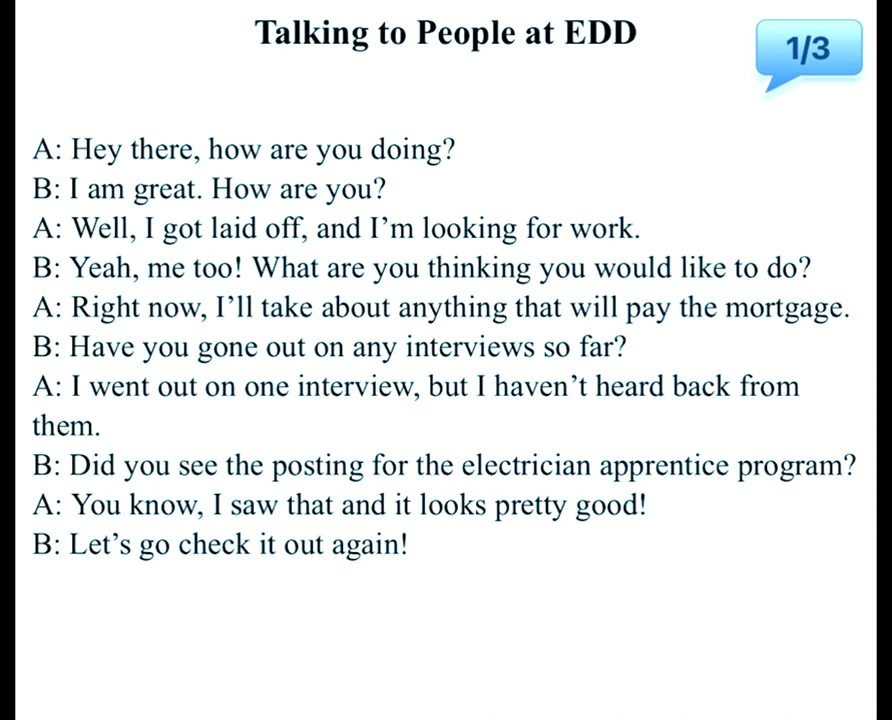 Talking to People at EDD
1/3
A: Hey there, how are you doing?
B: I am great. How are you?
A: Well, I got laid off, and I’m looking for work.
B: Yeah, me too! What are you thinking you would like to do?
A: Right now, I’ll take about anything that will pay the mortgage.
B: Have you gone out on any interviews so far?
A: I went out on one interview, but I haven’t heard back from
them.
B: Did you see the posting for the electrician apprentice program?
A: You know, I saw that and it looks pretty good!
B: Let’s go check it out again!